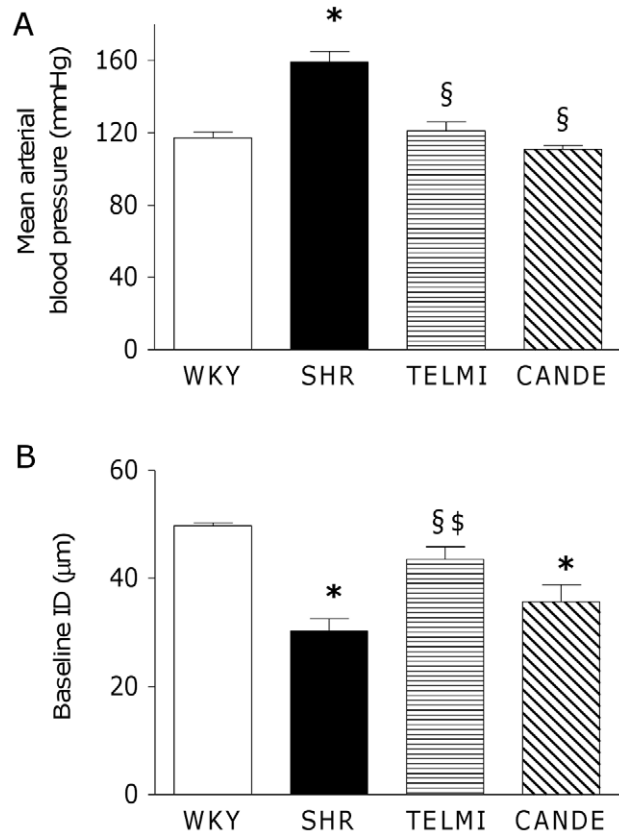 A
Mean arterial
blood pressure (mmHg)
160
120
80
40
0
*
§
§
WKY SHR TELMI CANDE
B
Baseline ID (µm)
60
40
20
0
*
§ $
*
WKY SHR TELMI CANDE